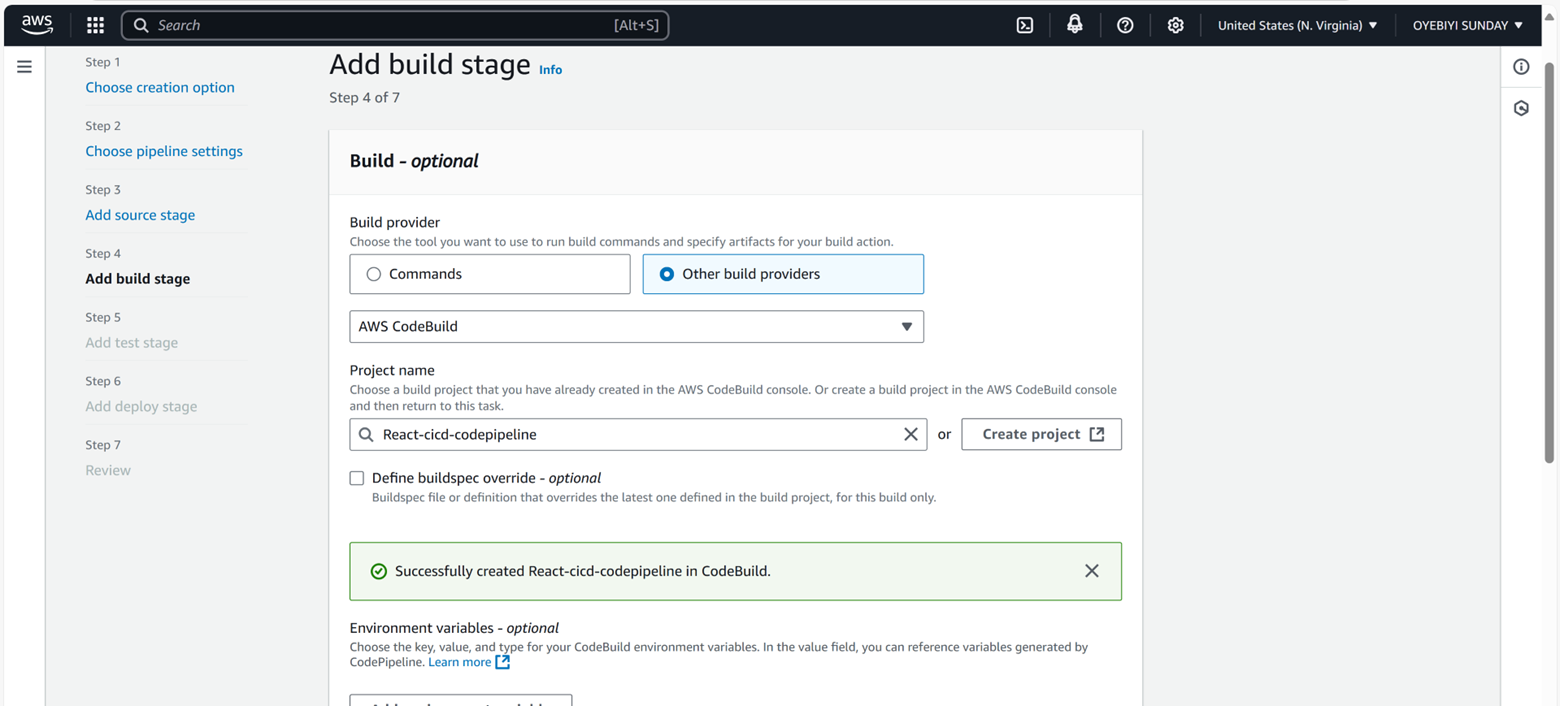 aws
Search
[Alt+S]
United States (N. Virginia)
OYEBIYI SUNDAY
Step 1
Choose creation option
Step 2
Choose pipeline settings
Step 3
Add source stage
Step 4
Add build stage
Step 5
Add test stage
Step 6
Add deploy stage
Step 7
Review
Add build stage Info
Step 4 of 7
Build - optional
Build provider
Choose the tool you want to use to run build commands and specify artifacts for your build action.
Commands
Other build providers
AWS CodeBuild
Project name
Choose a build project that you have already created in the AWS CodeBuild console. Or create a build project in the AWS CodeBuild console
and then return to this task.
React-cicd-codepipeline
or
Create project
Define buildspec override - optional
Buildspec file or definition that overrides the latest one defined in the build project, for this build only.
Successfully created React-cicd-codepipeline in CodeBuild.
Environment variables - optional
Choose the key, value, and type for your CodeBuild environment variables. In the value field, you can reference variables generated by
CodePipeline. Learn more